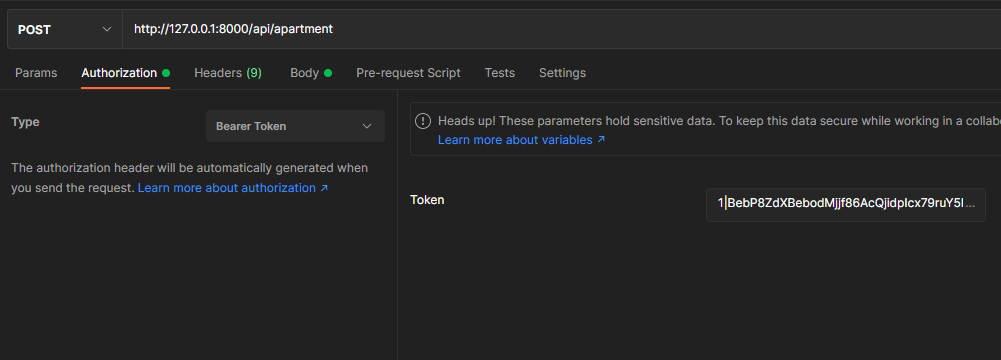 POST http://127.0.0.1:8000/api/apartment
Params Authorization Headers (9) Body Pre-request Script Tests Settings
Type Bearer Token
The authorization header will be automatically generated when
you send the request. Learn more about authorization ↗
Heads up! These parameters hold sensitive data. To keep this data secure while working in a collab
Learn more about variables ↗
Token 1|BebP8ZdXBebodMjjf86AcQjidpIcx79ruY5l ...